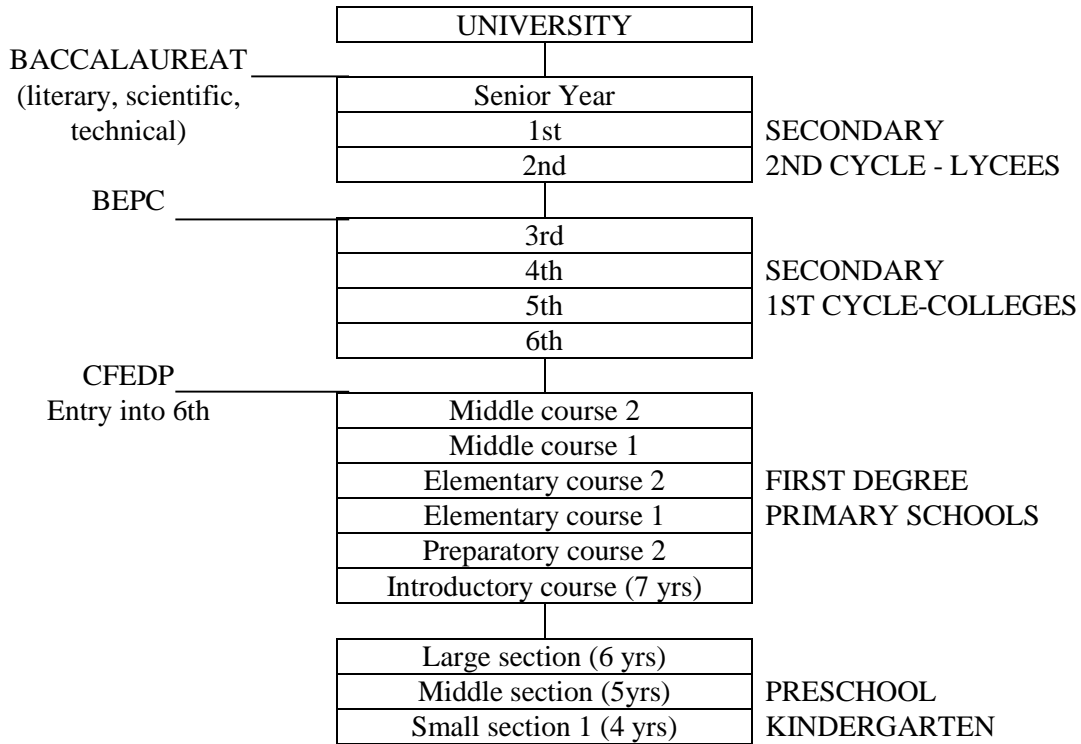 UNIVERSITY
BACCALAUREAT
(literary, scientific,
technical)
Senior Year
1st
2nd
SECONDARY
2ND CYCLE - LYCEES
BEPC
3rd
4th
5th
6th
SECONDARY
1ST CYCLE-COLLEGES
CFEDP
Entry into 6th
Middle course 2
Middle course 1
Elementary course 2
Elementary course 1
Preparatory course 2
Introductory course (7 yrs)
FIRST DEGREE
PRIMARY SCHOOLS
Large section (6 yrs)
Middle section (5yrs)
Small section 1 (4 yrs)
PRESCHOOL
KINDERGARTEN